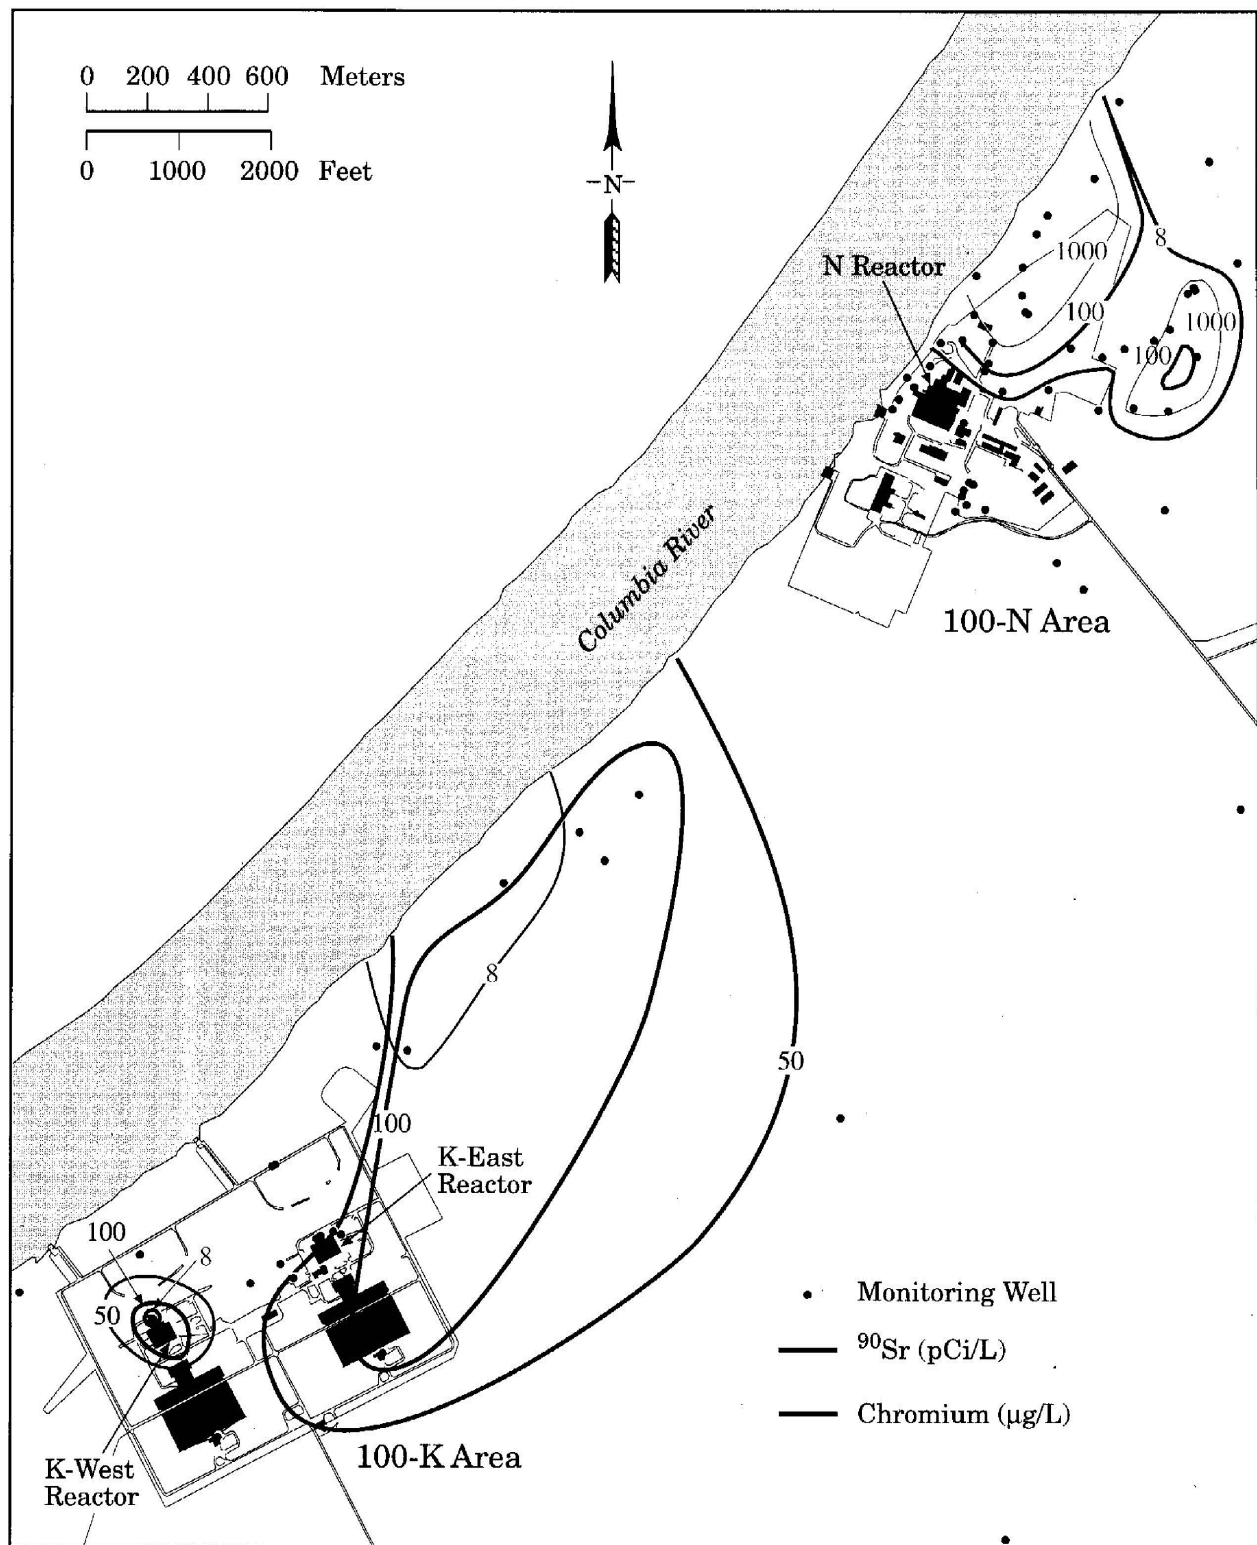 0 200 400 600 Meters
0 1000 2000 Feet
-N-
N Reactor
1000
8
100
1000
100
Columbia River
100-N Area
8
50
100
K-East
Reactor
100
8
50
K-West
Reactor
100-K Area
Monitoring Well
⁹⁰Sr (pCi/L)
Chromium (µg/L)